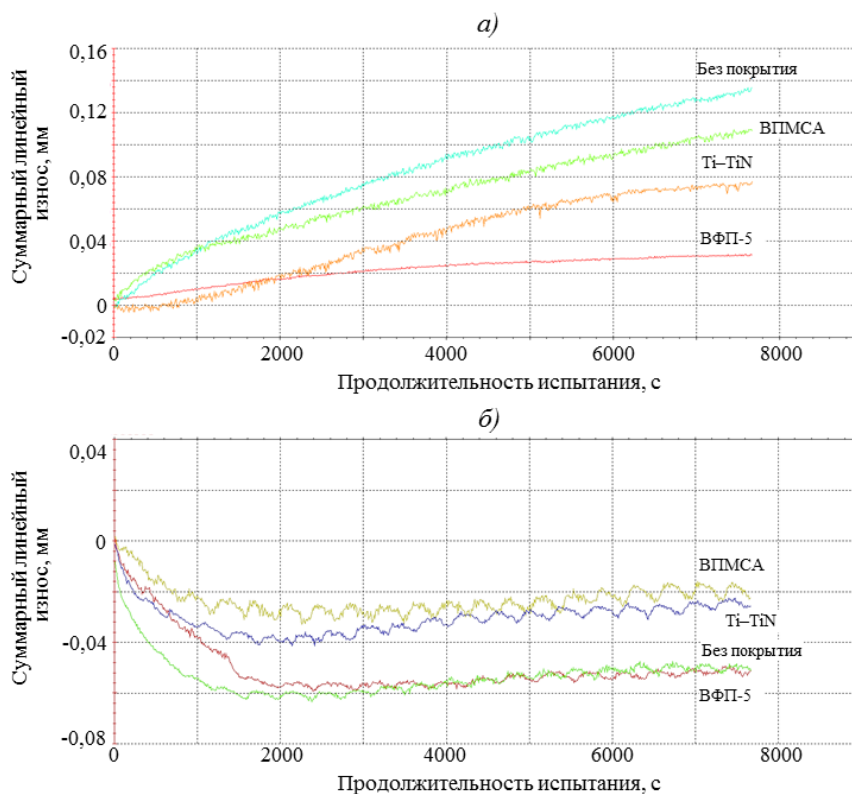 а)
Суммарный линейный
износ, мм
0,16
0,12
0,08
0,04
0
-0,02
Без покрытия
ВПМСА
Ti–TiN
ВФП-5
0
2000
4000
6000
8000
Продолжительность испытания, с
б)
Суммарный линейный
износ, мм
0,04
0
-0,04
-0,08
ВПМСА
Ti–TiN
Без покрытия
ВФП-5
0
2000
4000
6000
8000
Продолжительность испытания, с